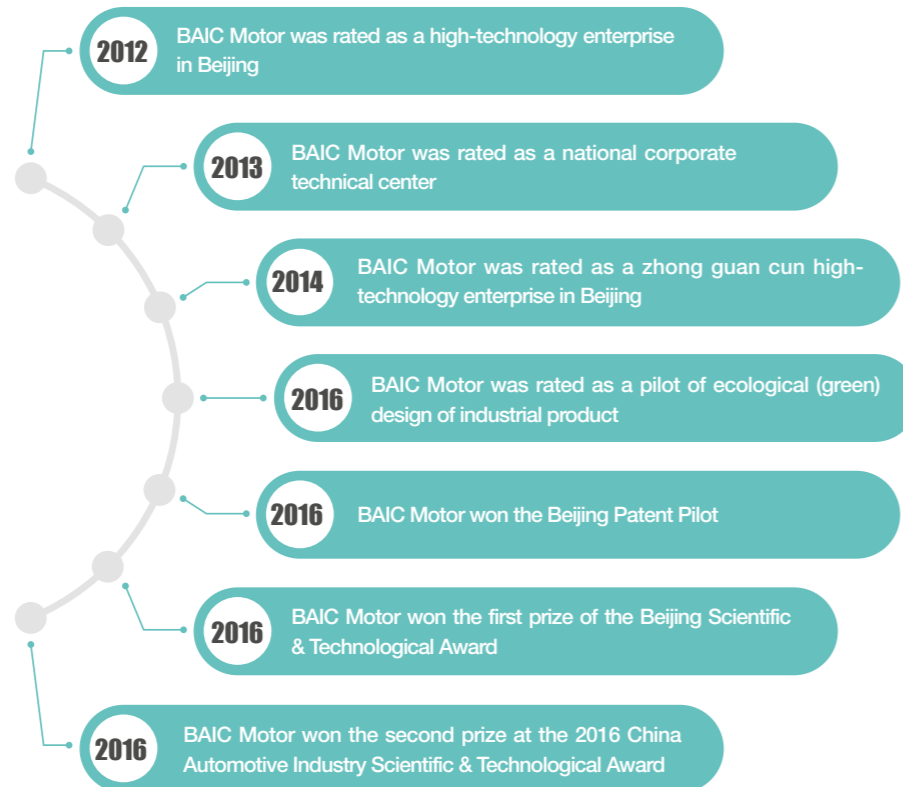 2012
BAIC Motor was rated as a high-technology enterprise
in Beijing
2013
BAIC Motor was rated as a national corporate
technical center
2014
BAIC Motor was rated as a zhong guan cun high-
technology enterprise in Beijing
2016
BAIC Motor was rated as a pilot of ecological (green)
design of industrial product
2016
BAIC Motor won the Beijing Patent Pilot
2016
BAIC Motor won the first prize of the Beijing Scientific
& Technological Award
2016
BAIC Motor won the second prize at the 2016 China
Automotive Industry Scientific & Technological Award